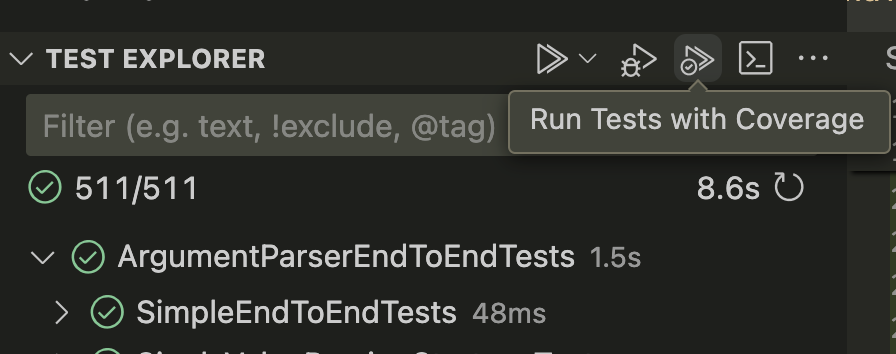 TEST EXPLORER
Run Tests with Coverage
Filter (e.g. text, !exclude, @tag)
511/511 8.6s
ArgumentParserEndToEndTests 1.5s
SimpleEndToEndTests 48ms